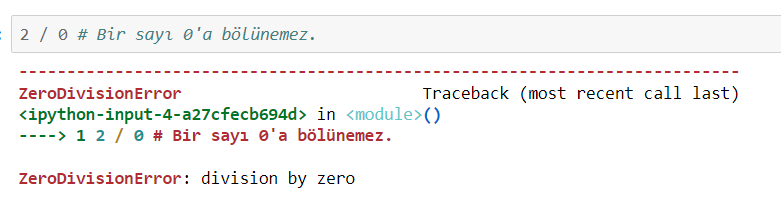 2 / 0 # Bir sayı 0'a bölünemez.
---------------------------------------------------------------------------
ZeroDivisionError                         Traceback (most recent call last)
<ipython-input-4-a27cfecb694d> in <module>()
----> 1 2 / 0 # Bir sayı 0'a bölünemez.
ZeroDivisionError: division by zero